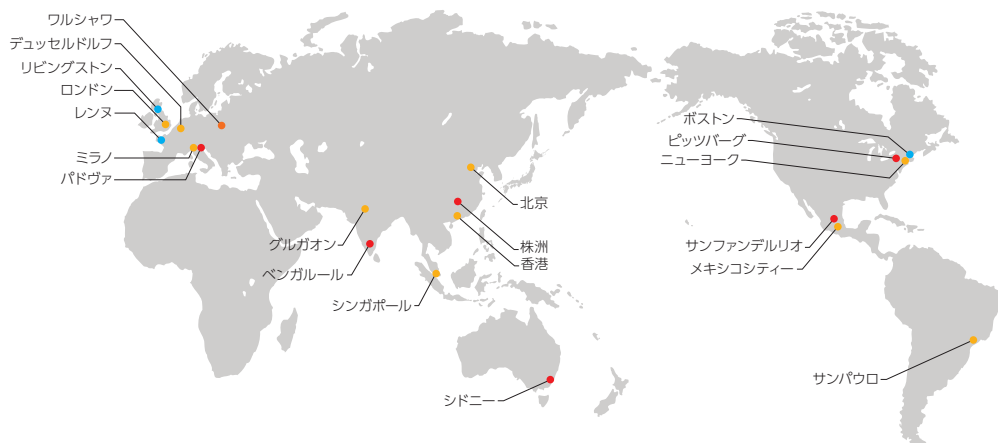 ワルシャワ
デュッセルドルフ
リビングストン
ロンドン
レンヌ
ミラノ
パドヴァ
グルガオン
ベンガルール
シンガポール
北京
株洲
香港
シドニー
ボストン
ピッツバーグ
ニューヨーク
サンファンデルリオ
メキシコシティー
サンパウロ